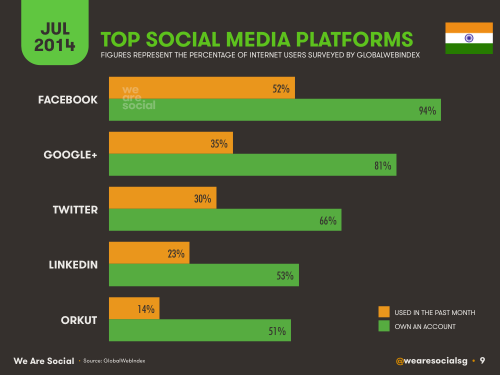 JUL
2014
TOP SOCIAL MEDIA PLATFORMS
FIGURES REPRESENT THE PERCENTAGE OF INTERNET USERS SURVEYED BY GLOBALWEBINDEX
we
are
social
FACEBOOK
52%
94%
GOOGLE+
35%
81%
TWITTER
30%
66%
LINKEDIN
23%
53%
ORKUT
14%
51%
USED IN THE PAST MONTH
OWN AN ACCOUNT
We Are Social · Source: GlobalWebIndex
@wearesocialsg • 9